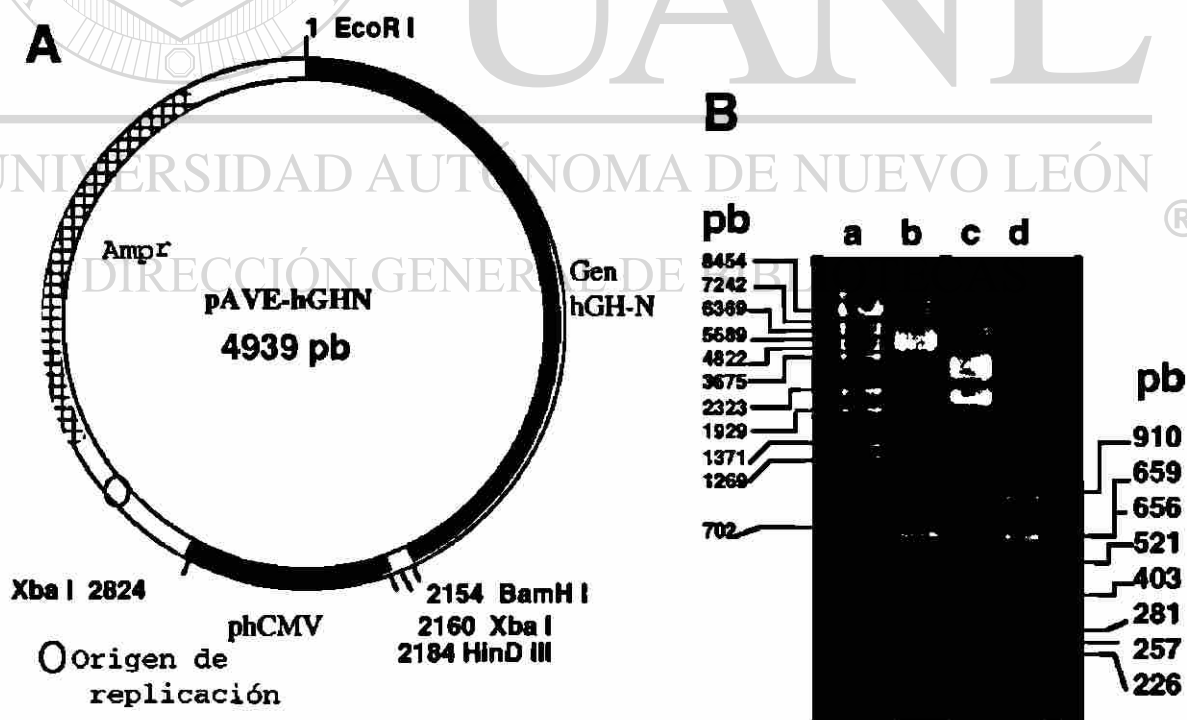 UANL
UNIVERSIDAD AUTÓNOMA DE NUEVO LEÓN
®
DIRECCIÓN GENERAL DE
A
1 EcoR I
Ampr
pAVE-hGHN
4939 pb
Gen
hGH-N
Xba I 2824
phCMV
2154 BamH I
2160 Xba I
2184 HinD III
Origen de
replicación
B
pb
a b c d
8454
7242
6369
5689
4822
3675
2323
1929
1371
1269
702
pb
910
659
656
521
403
281
257
226